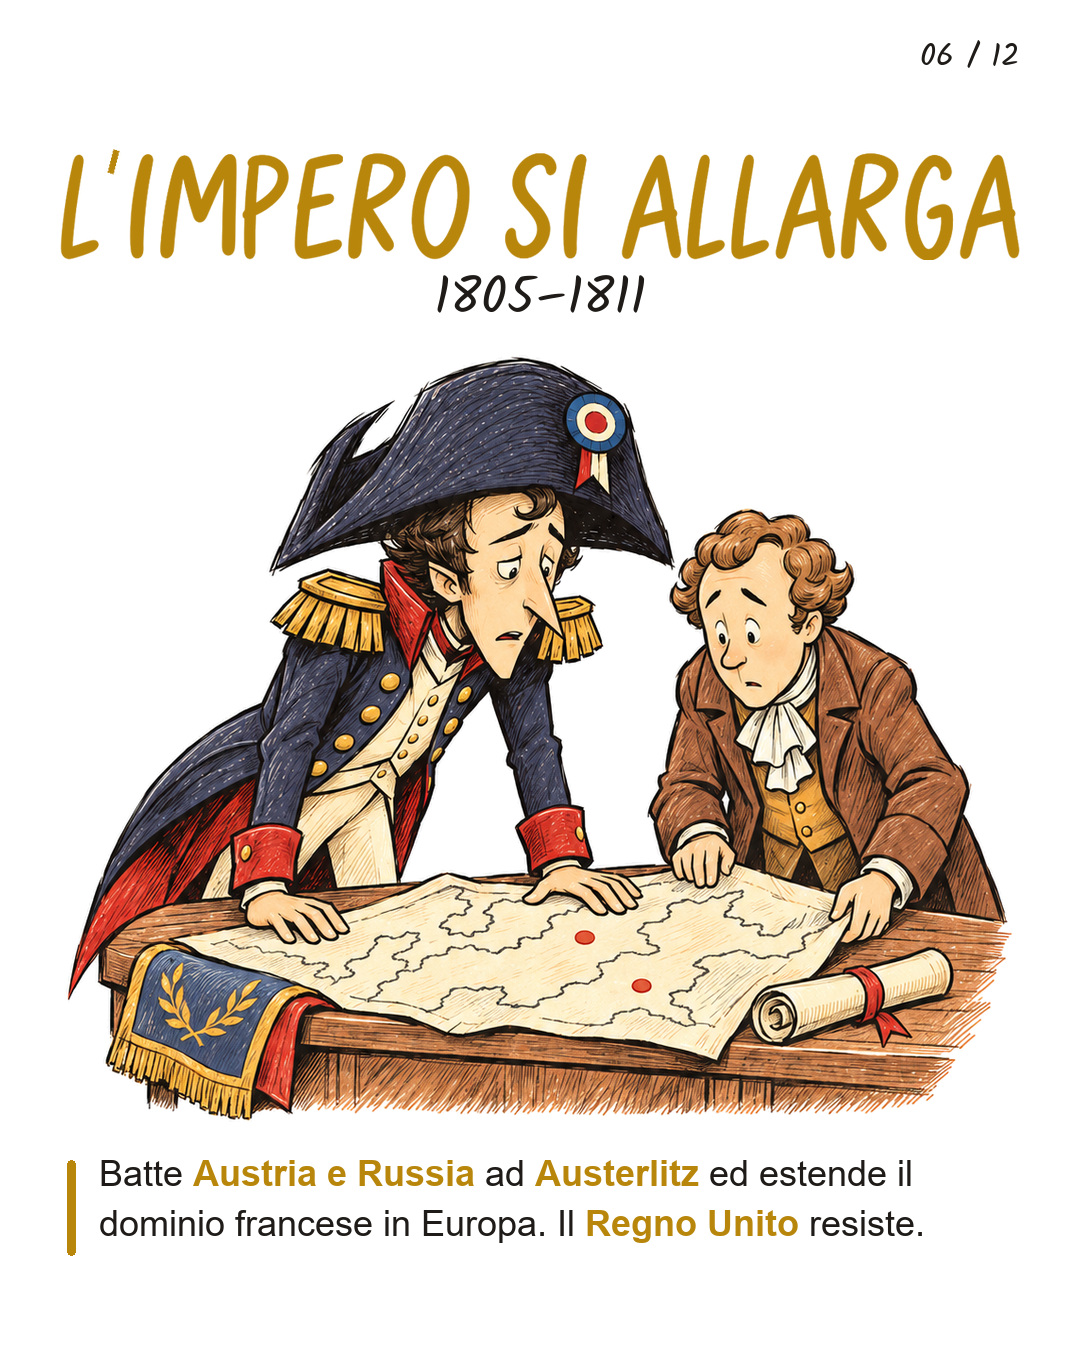 06 / 12
L'IMPERO SI ALLARGA
1805–1811
Batte Austria e Russia ad Austerlitz ed estende il
dominio francese in Europa. Il Regno Unito resiste.